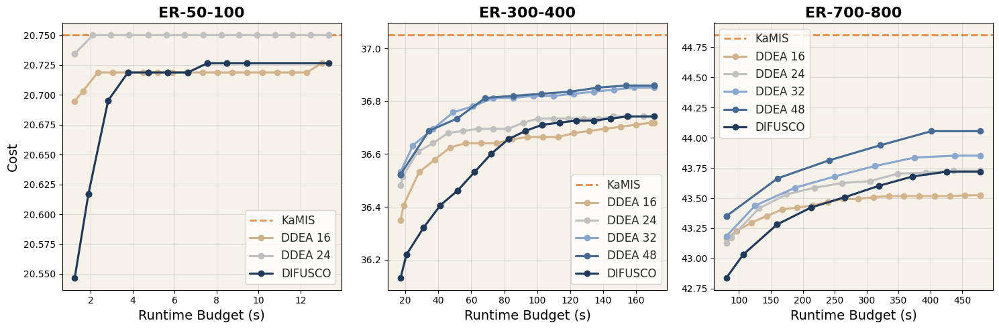 ER-50-100
ER-300-400
ER-700-800
Cost
20.750
20.725
20.700
20.675
20.650
20.625
20.600
20.575
20.550
2
4
6
8
10
12
Runtime Budget (s)
KaMIS
DDEA 16
DDEA 24
DIFUSCO
37.0
36.8
36.6
36.4
36.2
20
40
60
80
100
120
140
160
Runtime Budget (s)
KaMIS
DDEA 16
DDEA 24
DDEA 32
DDEA 48
DIFUSCO
44.75
44.50
44.25
44.00
43.75
43.50
43.25
43.00
42.75
100
150
200
250
300
350
400
450
Runtime Budget (s)
KaMIS
DDEA 16
DDEA 24
DDEA 32
DDEA 48
DIFUSCO